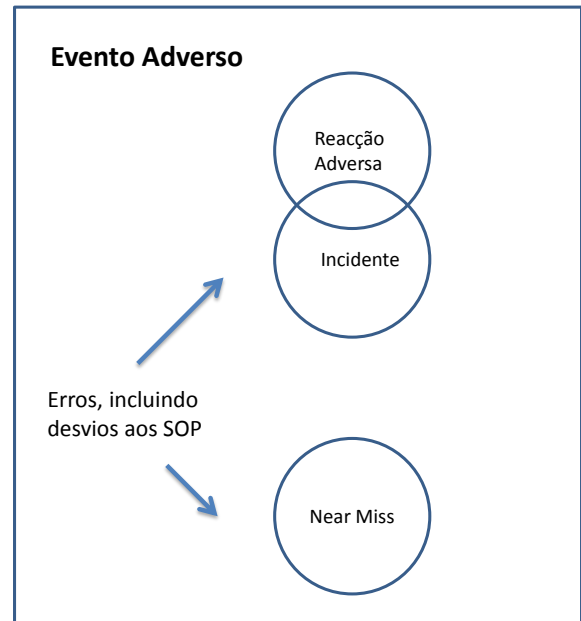 Evento Adverso
Reacção
Adversa
Incidente
Erros, incluindo
desvios aos SOP
Near Miss